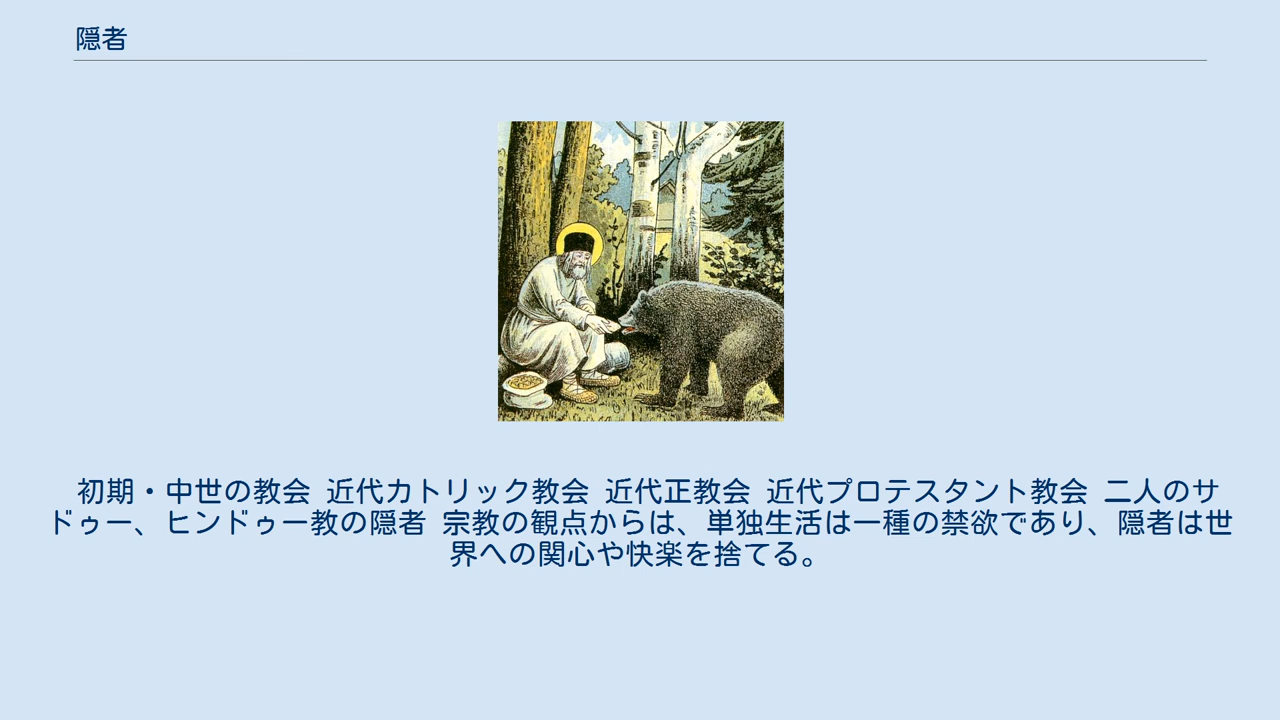 隠者
初期・中世の教会 近代カトリック教会 近代正教会 近代プロテスタント教会 二人のサ
ドゥー、ヒンドゥー教の隠者 宗教の観点からは、単独生活は一種の禁欲であり、隠者は世
界への関心や快楽を捨てる。